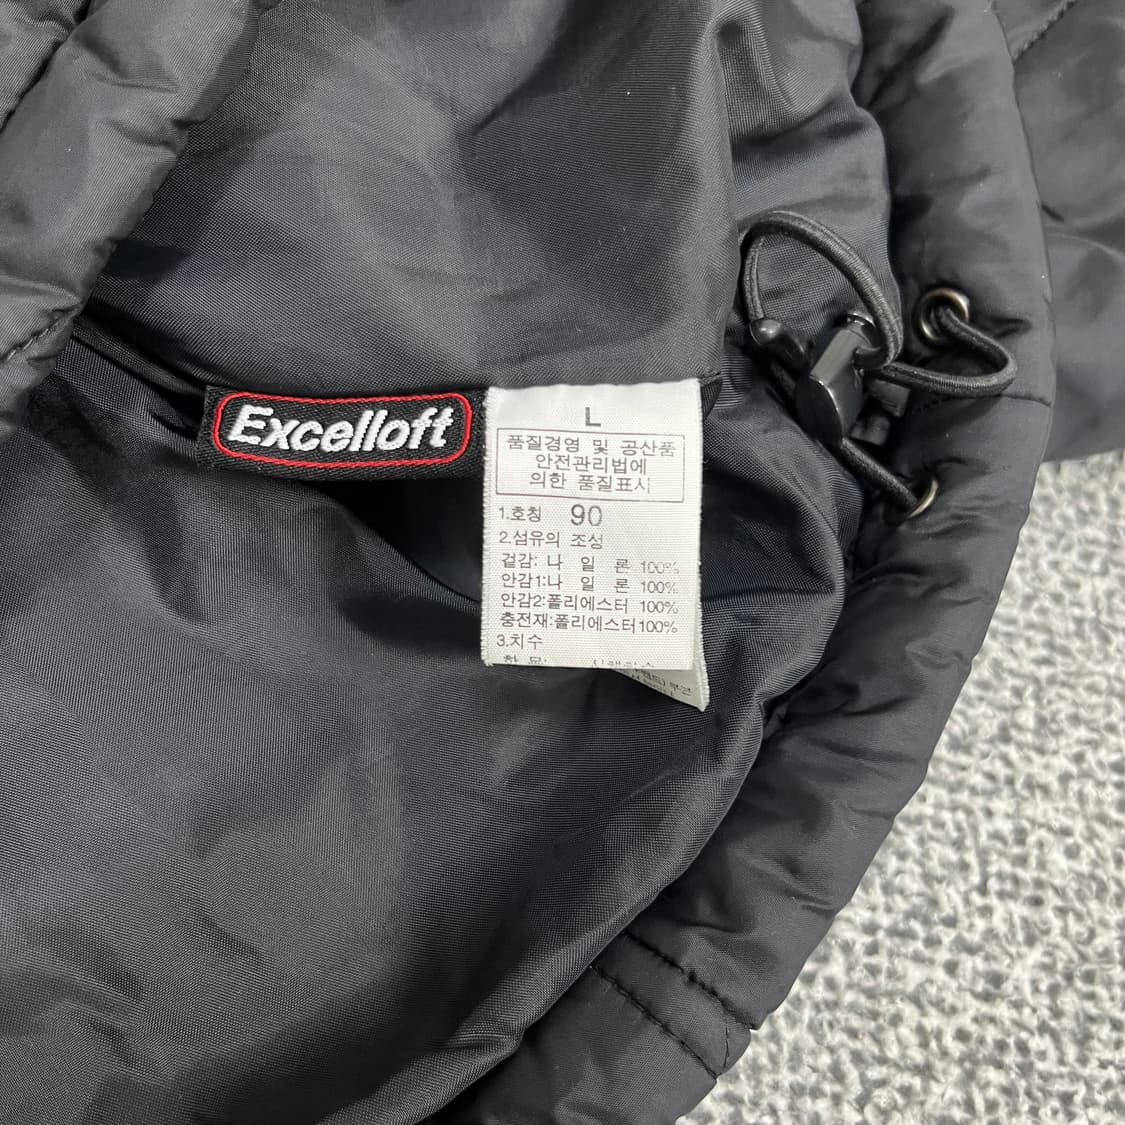 Excelloft
L
품질경영 및 공산품
안전관리법에
의한 품질표시
1.호칭 90
2.섬유의 조성
겉감: 나 일 론 100%
안감1:나 일 론 100%
안감2:폴리에스터 100%
충전재:폴리에스터100%
3.치수